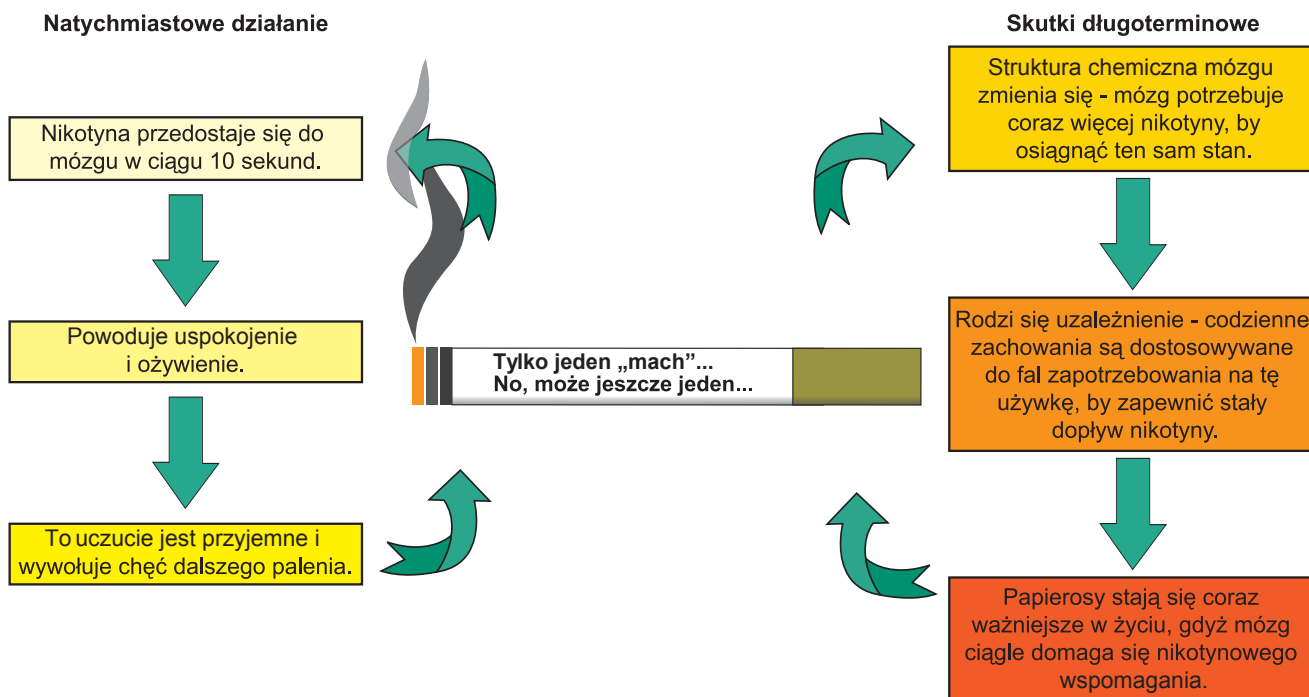 Natychmiastowe działanie
Nikotyna przedostaje się do
mózgu w ciągu 10 sekund.
Powoduje uspokojenie
i ożywienie.
To uczucie jest przyjemne i
wywołuje chęć dalszego palenia.
Tylko jeden „mach”...
No, może jeszcze jeden...
Skutki długoterminowe
Struktura chemiczna mózgu
zmienia się - mózg potrzebuje
coraz więcej nikotyny, by
osiągnąć ten sam stan.
Rodzi się uzależnienie - codzienne
zachowania są dostosowywane
do fal zapotrzebowania na tę
używkę, by zapewnić stały
dopływ nikotyny.
Papierosy stają się coraz
ważniejsze w życiu, gdyż mózg
ciągle domaga się nikotynowego
wspomagania.